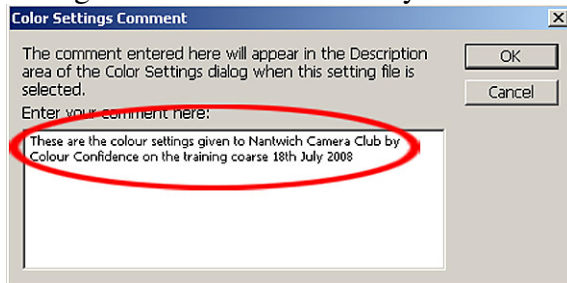 Color Settings Comment
The comment entered here will appear in the Description
area of the Color Settings dialog when this setting file is
selected.
Enter your comment here:
These are the colour settings given to Nantwich Camera Club by
Colour Confidence on the training coarse 18th July 2008
OK
Cancel